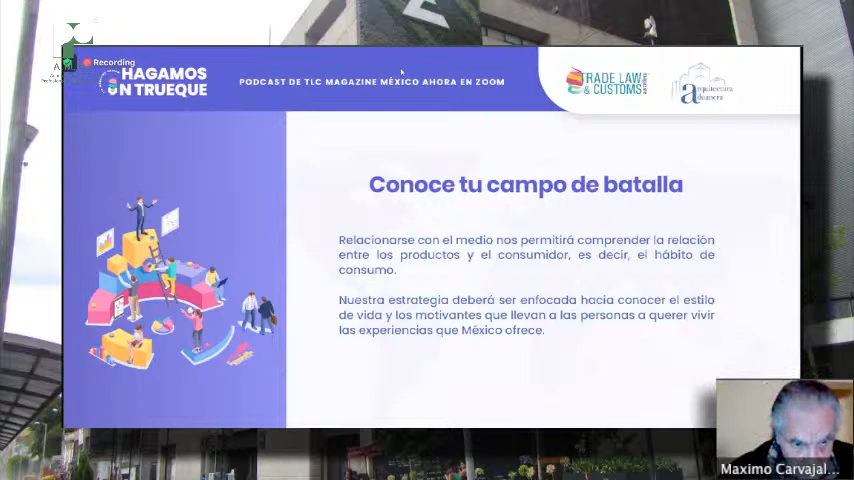 Recording
HAGAMOS
UN TRUEQUE
PODCAST DE TLC MAGAZINE MÉXICO AHORA EN ZOOM
TRADE LAW
& CUSTOMS
arquitectura
aduanera
Conoce tu campo de batalla
Relacionarse con el medio nos permitirá comprender la relación
entre los productos y el consumidor, es decir, el hábito de
consumo.
Nuestra estrategia deberá ser enfocada hacia conocer el estilo
de vida y los motivantes que llevan a las personas a querer vivir
las experiencias que México ofrece.
Maximo Carvajal...